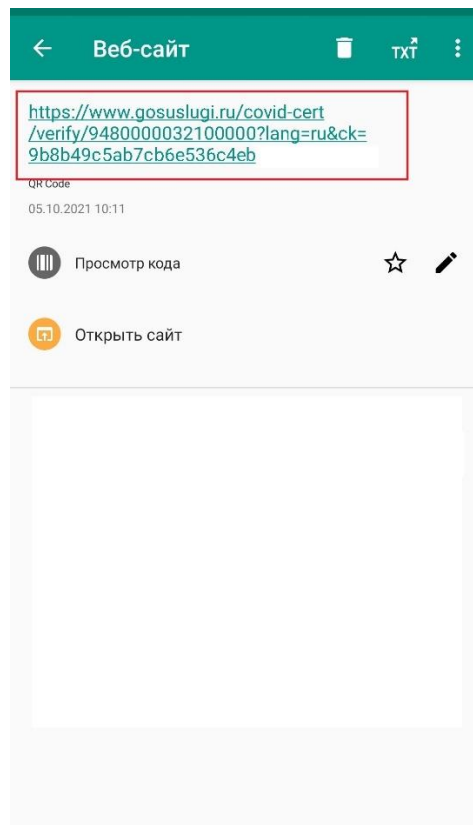 Веб-сайт
TXT
https://www.gosuslugi.ru/covid-cert
/verify/9480000032100000?lang=ru&ck=
9b8b49c5ab7cb6e536c4eb
QR Code
05.10.2021 10:11
Просмотр кода
Открыть сайт